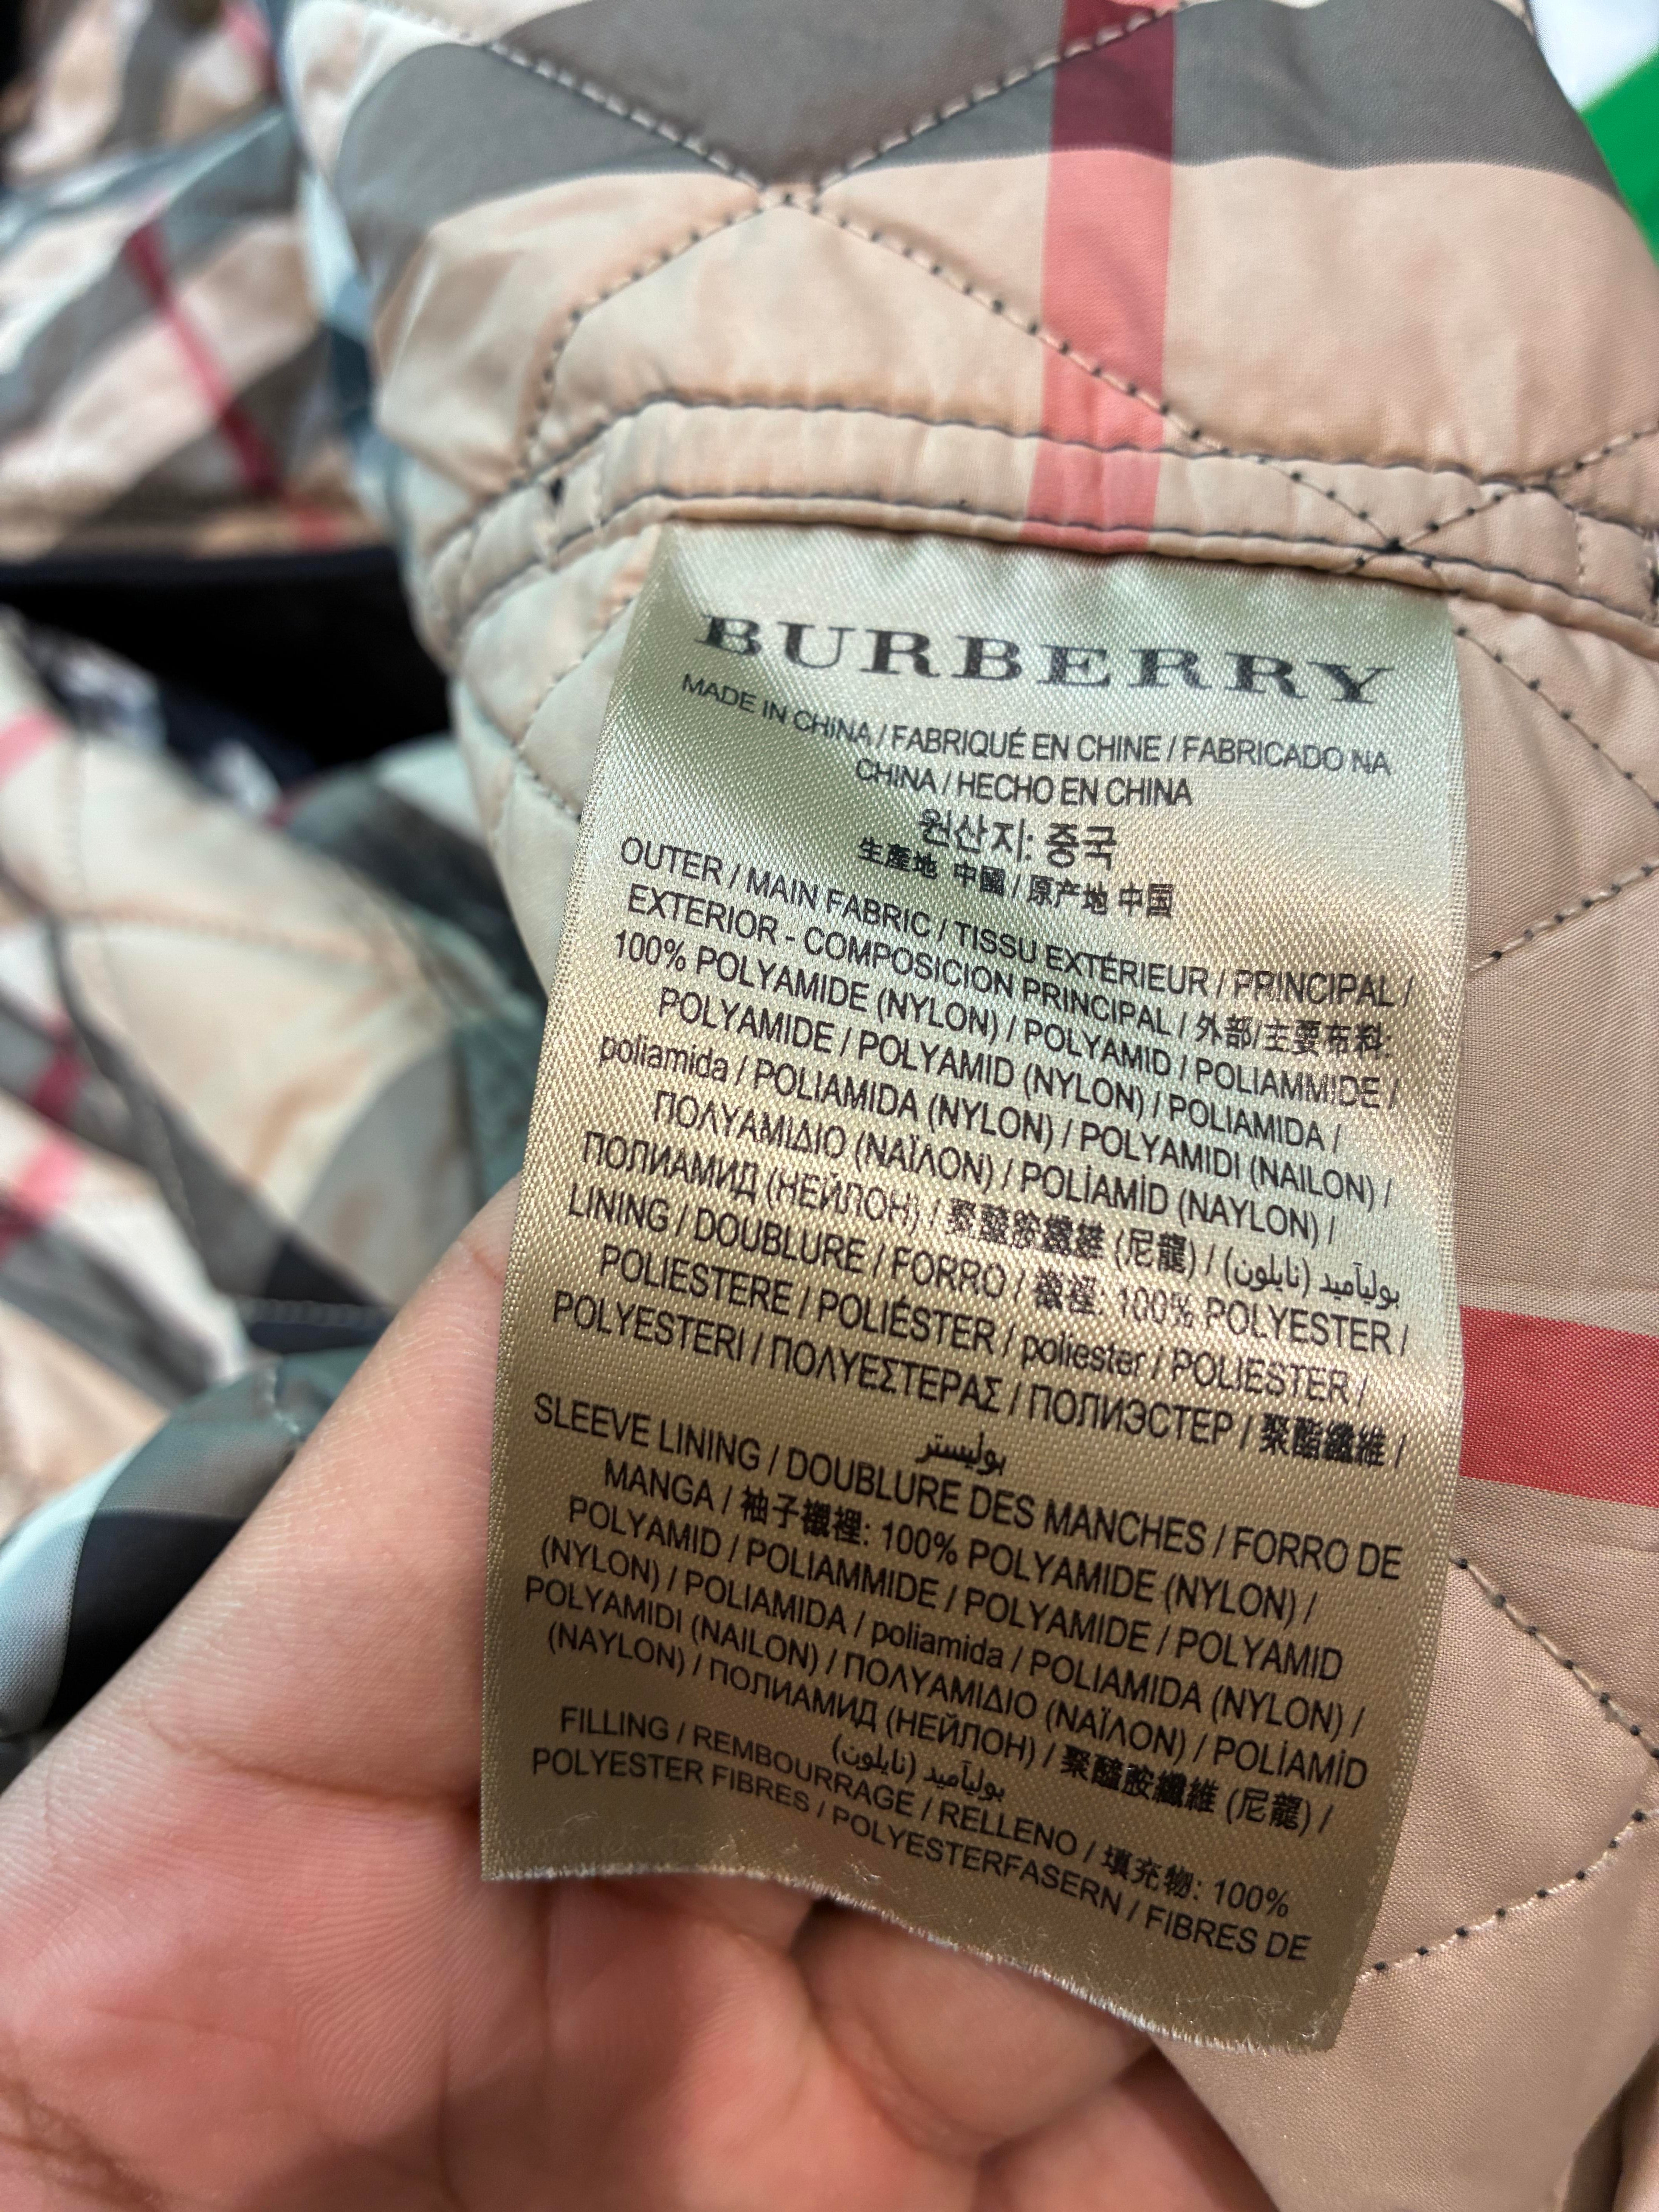 BURBERRY
MADE IN CHINA / FABRIQUÉ EN CHINE / FABRICADO NA
CHINA / HECHO EN CHINA
원산지: 중국
生產地 中國 / 原产地 中国
OUTER / MAIN FABRIC / TISSU EXTÉRIEUR / PRINCIPAL /
EXTERIOR - COMPOSICION PRINCIPAL / 外部/主要布料:
100% POLYAMIDE (NYLON) / POLYAMID / POLIAMMIDE /
POLYAMIDE / POLYAMID (NYLON) / POLIAMIDA /
poliamida / POLIAMIDA (NYLON) / POLYAMIDI (NAILON) /
ΠΟΛΥΑΜΙΔΙΟ (ΝΑΪΛΟΝ) / POLİAMİD (NAYLON) /
ПОЛИАМИД (НЕЙЛОН) / 聚醯胺纖維 (尼龍) / بوليآميد (نايلون)
LINING / DOUBLURE / FORRO / 襯裡: 100% POLYESTER /
POLIESTERE / POLIÉSTER / poliester / POLIESTER /
POLYESTERI / ΠΟΛΥΕΣΤΕΡΑΣ / ПОЛИЭСТЕР / 聚酯纖維 /
بوليستر
SLEEVE LINING / DOUBLURE DES MANCHES / FORRO DE
MANGA / 袖子襯裡: 100% POLYAMIDE (NYLON) /
POLYAMID / POLIAMMIDE / POLYAMIDE / POLYAMID
(NYLON) / POLIAMIDA / poliamida / POLIAMIDA (NYLON) /
POLYAMIDI (NAILON) / ΠΟΛΥΑΜΙΔΙΟ (ΝΑΪΛΟΝ) / POLİAMİD
(NAYLON) / ПОЛИАМИД (НЕЙЛОН) / 聚醯胺纖維 (尼龍) /
بوليآميد (نايلون)
FILLING / REMBOURRAGE / RELLENO / 填充物: 100%
POLYESTER FIBRES / POLYESTERFASERN / FIBRES DE